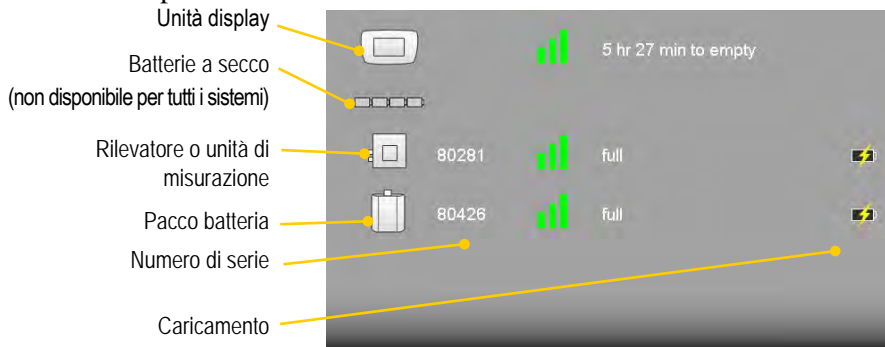 Unità display
5 hr 27 min to empty
Batterie a secco
(non disponibile per tutti i sistemi)
Rilevatore o unità di
misurazione
80281 full
Pacco batteria
80426 full
Numero di serie
Caricamento